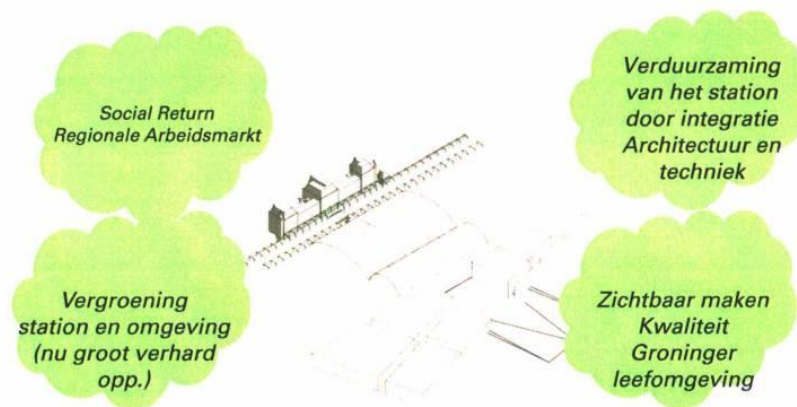 Social Return
Regionale Arbeidsmarkt
Verduurzaming
van het station
door integratie
Architectuur en
techniek
Vergroening
station en omgeving
(nu groot verhard
opp.)
Zichtbaar maken
Kwaliteit
Groninger
leefomgeving